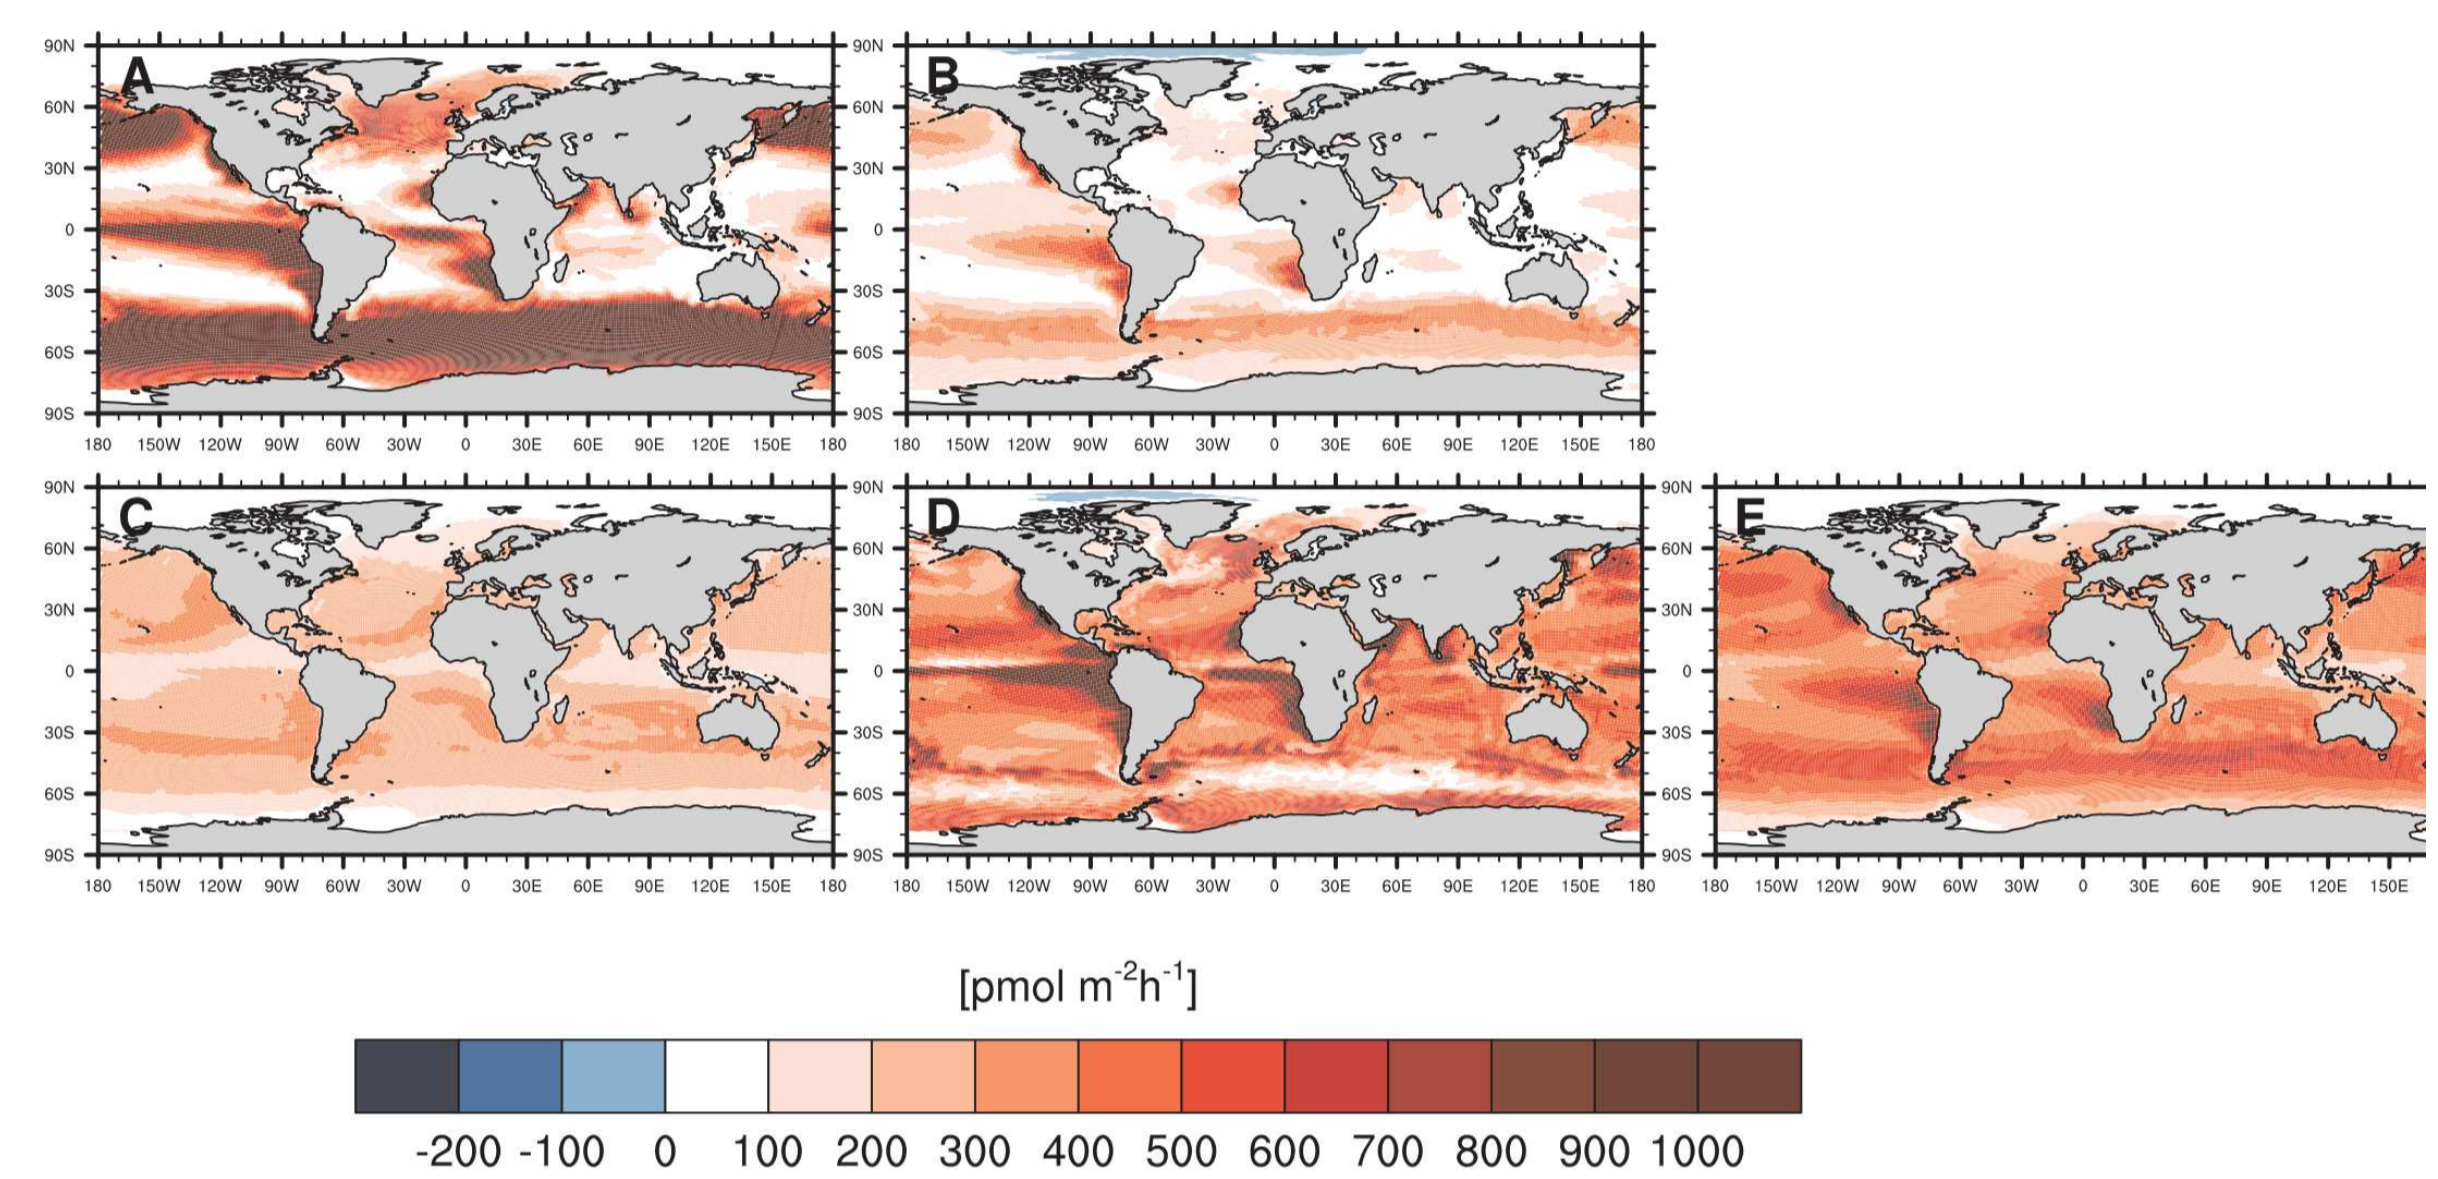 A
B
90N
60N
30N
0
30S
60S
90S
90N
60N
30N
0
30S
60S
90S
180 150W 120W 90W 60W 30W 0 30E 60E 90E 120E 150E 180
180 150W 120W 90W 60W 30W 0 30E 60E 90E 120E 150E 180
C
D
E
90N
60N
30N
0
30S
60S
90S
90N
60N
30N
0
30S
60S
90S
90N
60N
30N
0
30S
60S
90S
180 150W 120W 90W 60W 30W 0 30E 60E 90E 120E 150E 180
180 150W 120W 90W 60W 30W 0 30E 60E 90E 120E 150E 180
180 150W 120W 90W 60W 30W 0 30E 60E 90E 120E 150E
[pmol m⁻²h⁻¹]
-200 -100 0 100 200 300 400 500 600 700 800 900 1000